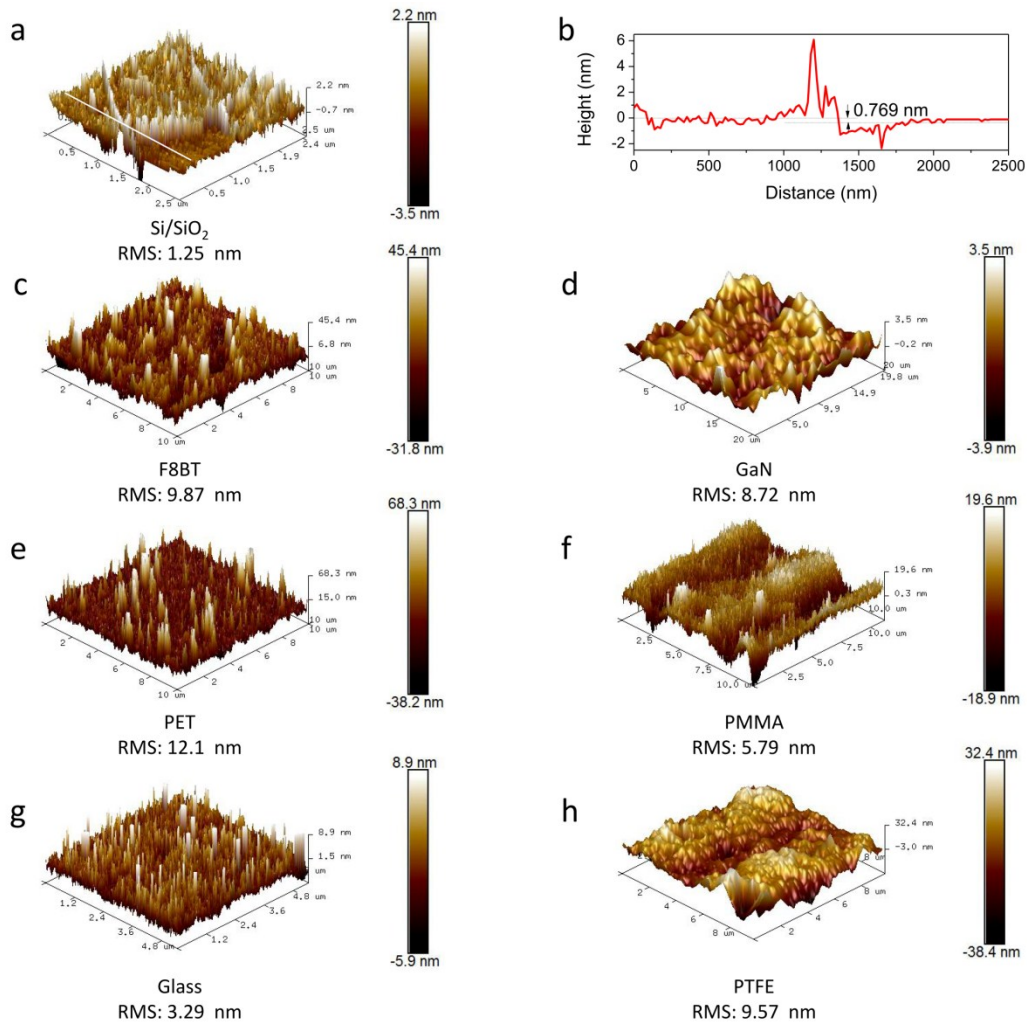 a
2.2 nm
2.2 nm
-0.7 nm
2.5 um
2.4 um
0.5
1.0
1.5
2.0
2.5 um
0.5
1.0
1.5
1.9
-3.5 nm
Si/SiO₂
RMS: 1.25 nm
b
Height (nm)
6
4
2
0
-2
0.769 nm
0 500 1000 1500 2000 2500
Distance (nm)
c
45.4 nm
45.4 nm
6.8 nm
10 um
10 um
2
4
6
8
10 um
2
4
6
8
-31.8 nm
F8BT
RMS: 9.87 nm
d
3.5 nm
3.5 nm
-0.2 nm
20 um
19.8 um
5
10
15
20 um
5.0
9.9
14.9
-3.9 nm
GaN
RMS: 8.72 nm
e
68.3 nm
68.3 nm
15.0 nm
10 um
10 um
2
4
6
8
10 um
2
4
6
8
-38.2 nm
PET
RMS: 12.1 nm
f
19.6 nm
19.6 nm
0.3 nm
10.0 um
10.0 um
2.5
5.0
7.5
10.0 um
2.5
5.0
7.5
-18.9 nm
PMMA
RMS: 5.79 nm
g
8.9 nm
8.9 nm
1.5 nm
um
1.2
2.4
3.6
4.8 um
1.2
2.4
3.6
4.8
-5.9 nm
Glass
RMS: 3.29 nm
h
32.4 nm
32.4 nm
-3.0 nm
8 um
2
4
6
8 um
2
4
6
8
-38.4 nm
PTFE
RMS: 9.57 nm